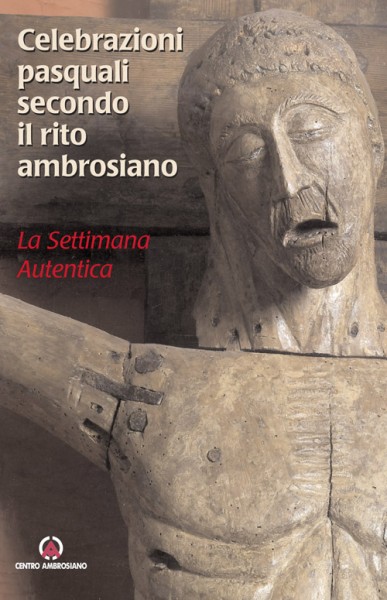 Celebrazioni
pasquali
secondo
il rito
ambrosiano
La Settimana
Autentica
CENTRO AMBROSIANO